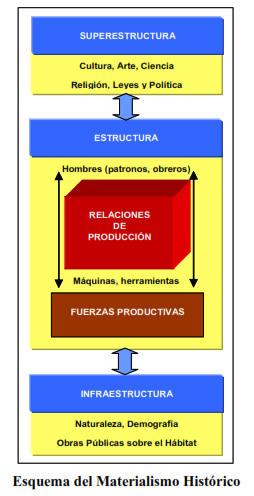 SUPERESTRUCTURA
Cultura, Arte, Ciencia
Religión, Leyes y Política
ESTRUCTURA
Hombres (patronos, obreros)
RELACIONES
DE
PRODUCCIÓN
Máquinas, herramientas
FUERZAS PRODUCTIVAS
INFRAESTRUCTURA
Naturaleza, Demografía
Obras Públicas sobre el Hábitat
Esquema del Materialismo Histórico